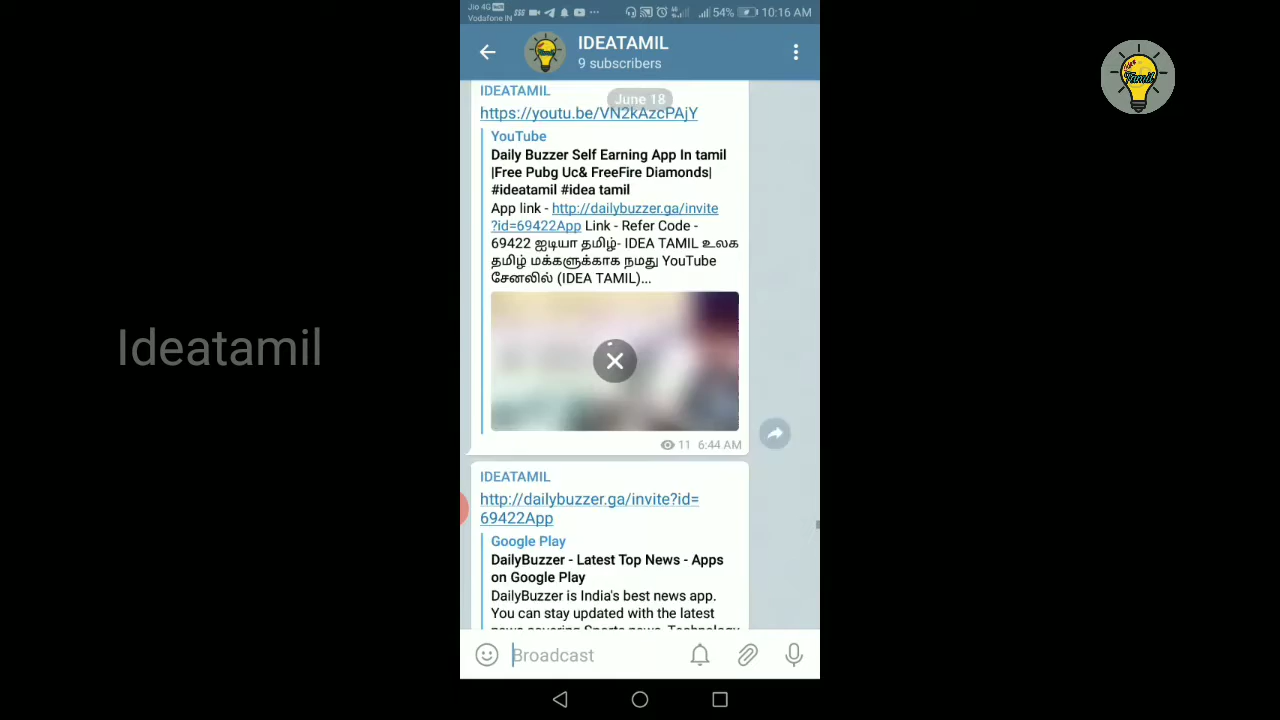 Jio 4G
Vodafone IN
54%
10:16 AM
IDEATAMIL
9 subscribers
IDEATAMIL
June 18
https://youtu.be/VN2kAzcPAjY
YouTube
Daily Buzzer Self Earning App In tamil
|Free Pubg Uc& FreeFire Diamonds|
#ideatamil #idea tamil
App link - http://dailybuzzer.ga/invite
?id=69422App Link - Refer Code -
69422 ஐடியா தமிழ்- IDEA TAMIL உலக
தமிழ் மக்களுக்காக நமது YouTube
சேனலில் (IDEA TAMIL)...
11 6:44 AM
Ideatamil
IDEATAMIL
http://dailybuzzer.ga/invite?id=
69422App
Google Play
DailyBuzzer - Latest Top News - Apps
on Google Play
DailyBuzzer is India's best news app.
You can stay updated with the latest
Broadcast
Tamil